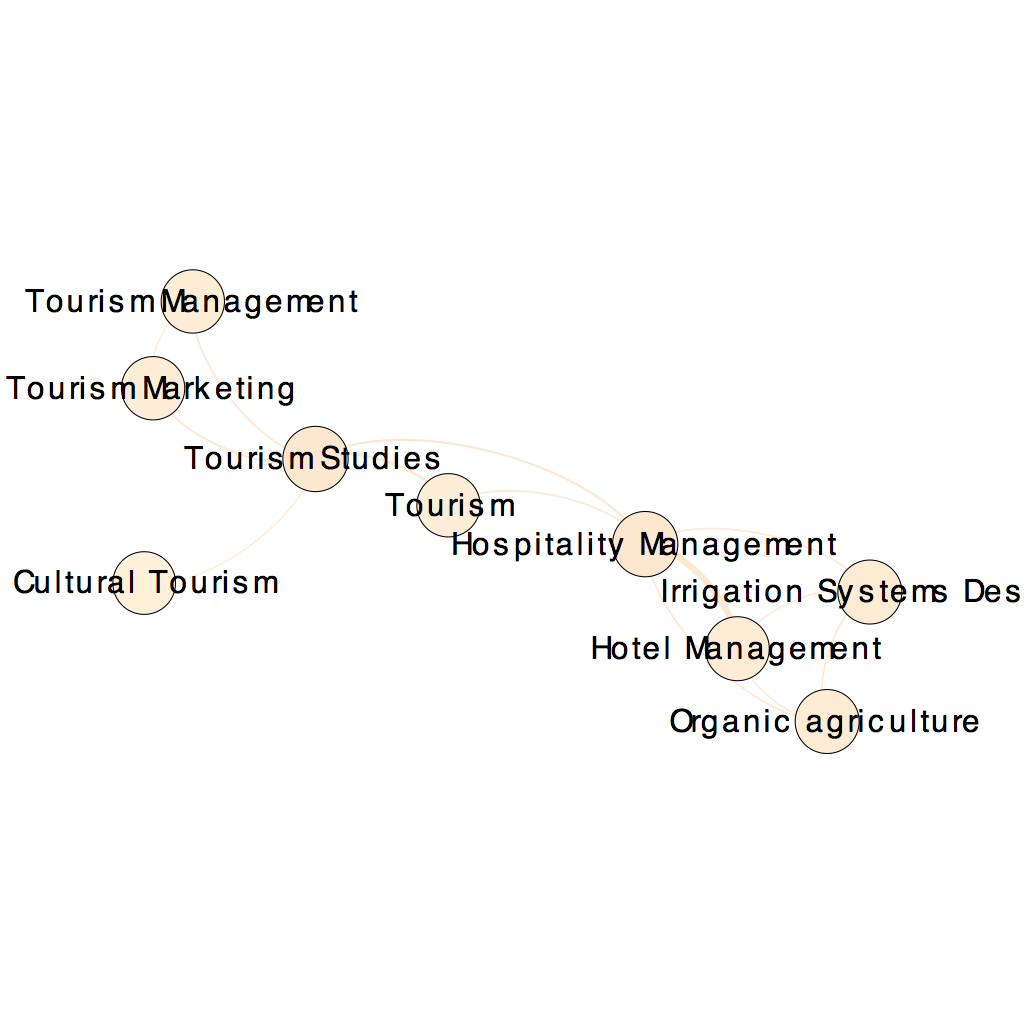 Tourism Management
Tourism Marketing
Tourism Studies
Tourism
Hospitality Management
Cultural Tourism
Irrigation Systems Des
Hotel Management
Organic agriculture